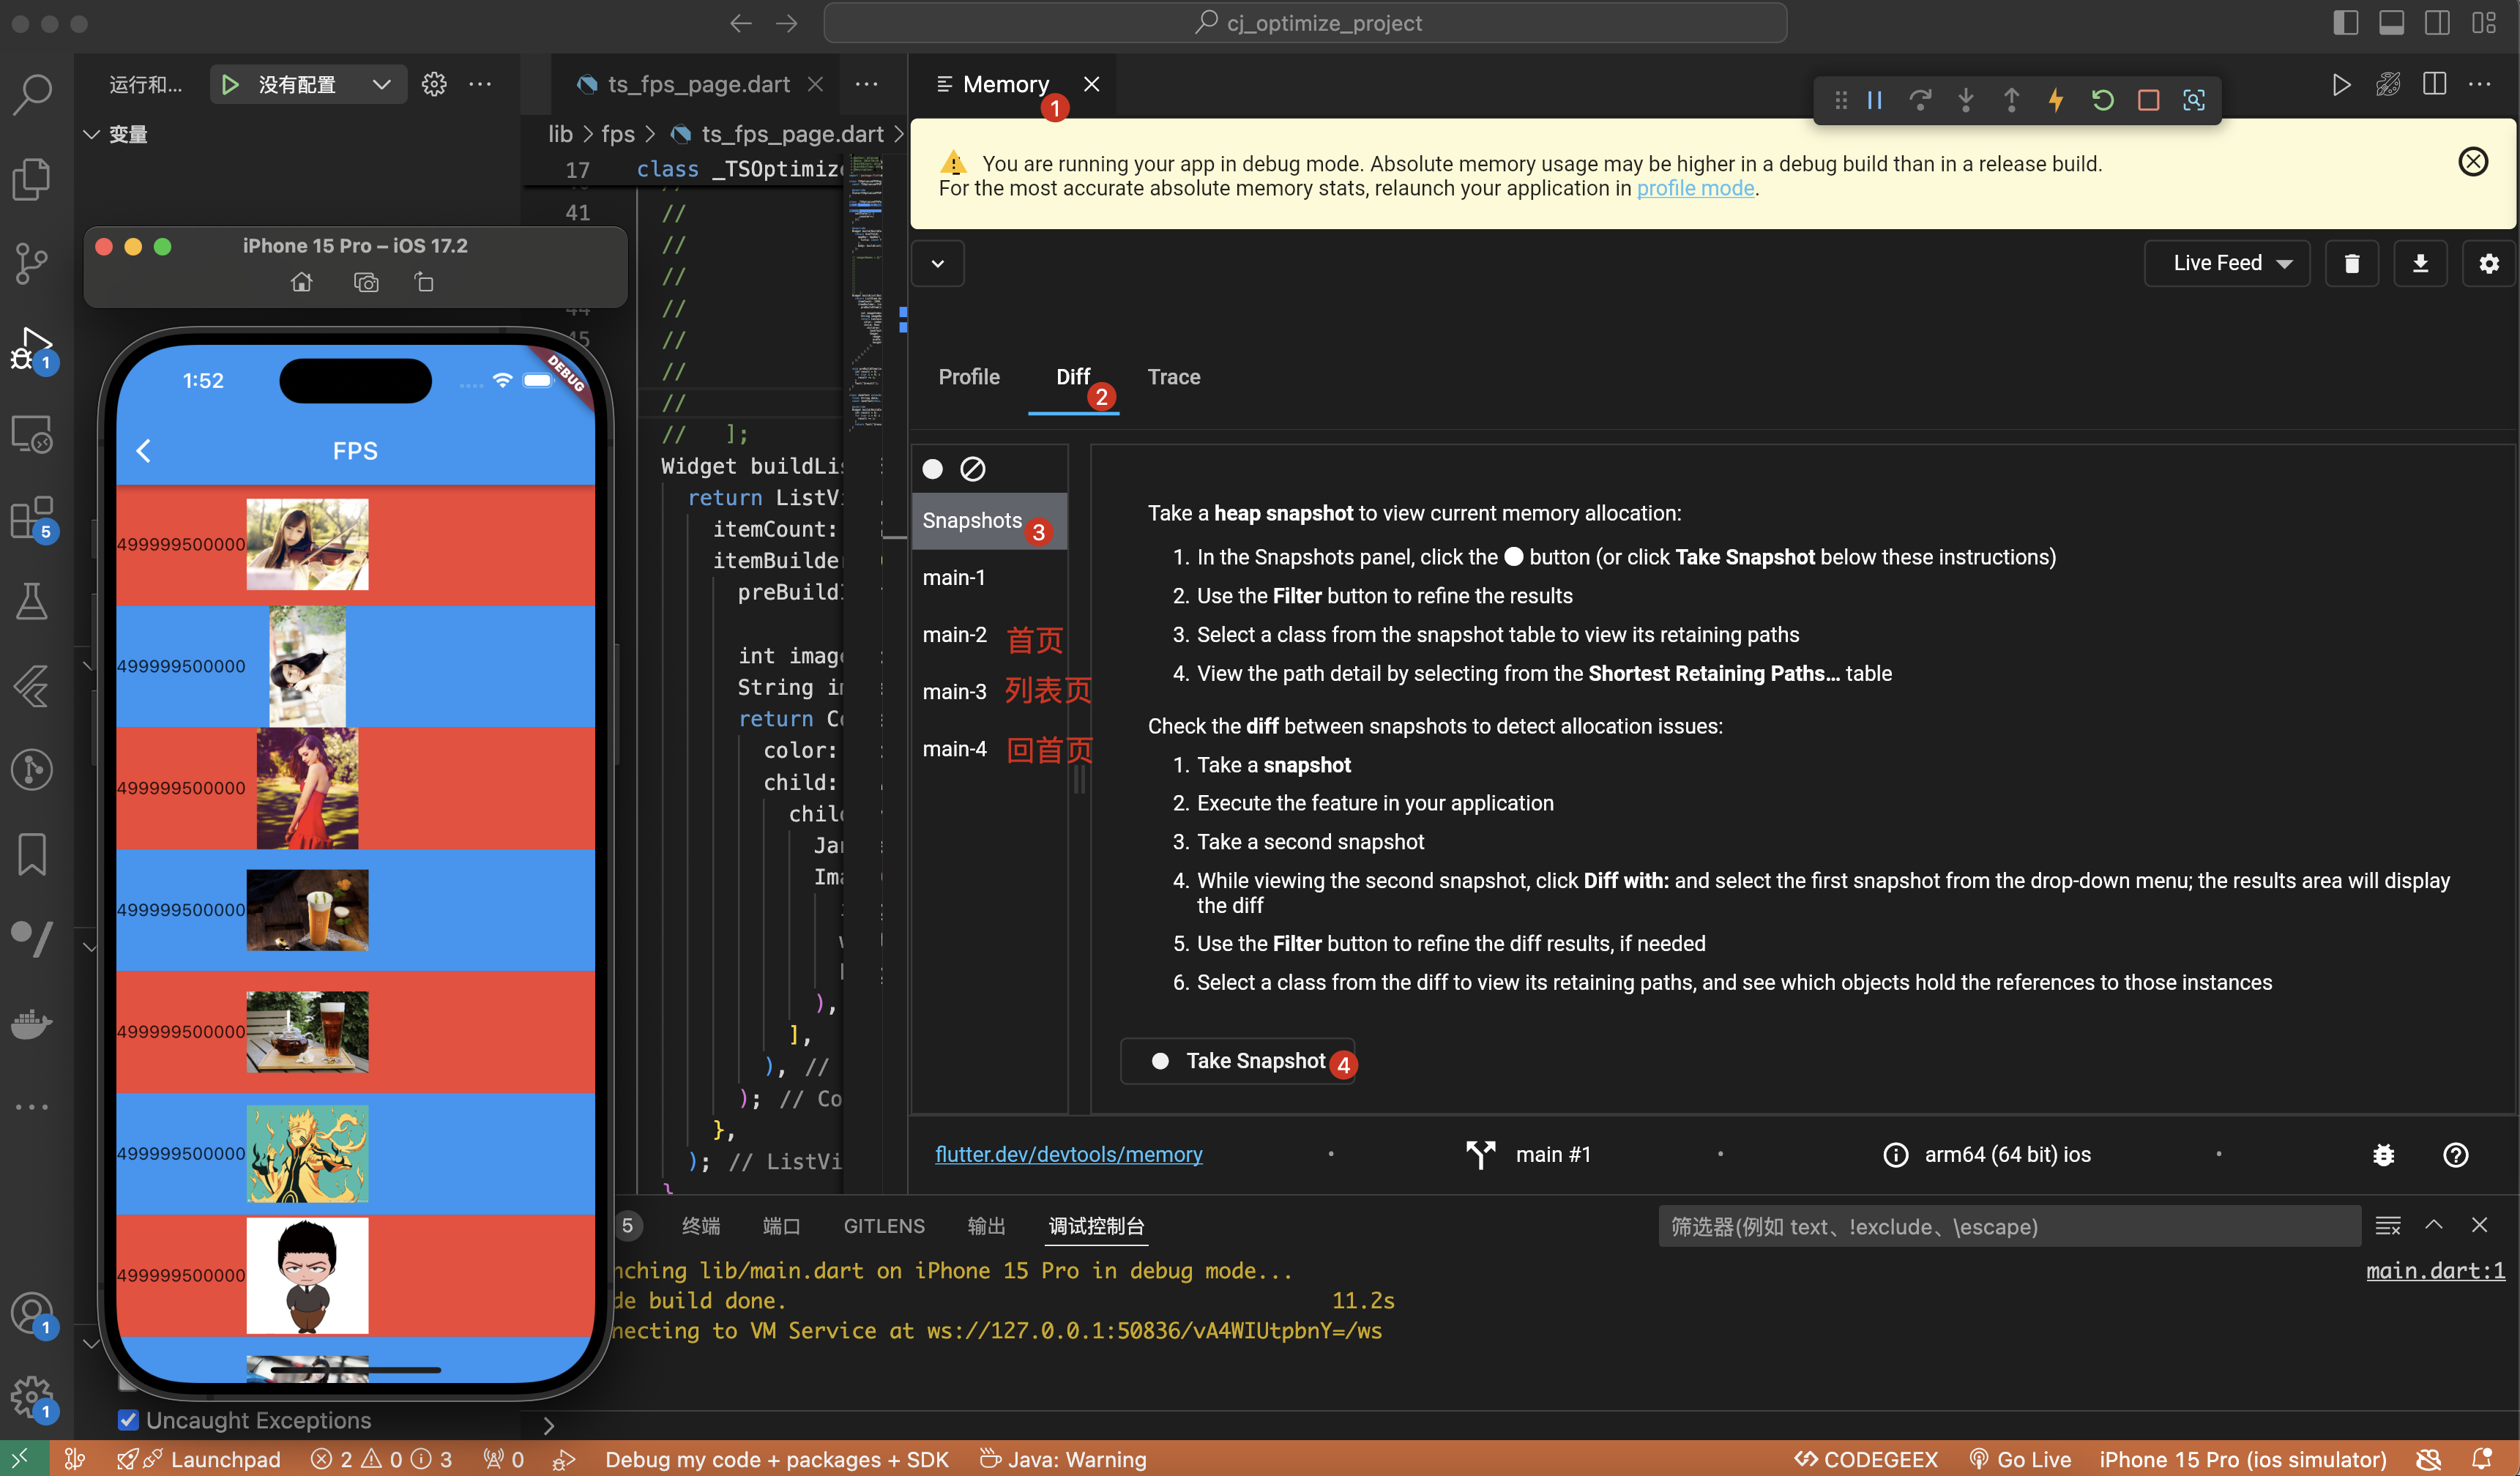 cj_optimize_project
运行和...
没有配置
ts_fps_page.dart
Memory
1
变量
lib > fps > ts_fps_page.dart >
17 class _TSOptimiz
41 //
//
//
//
45 //
//
//
// ];
Widget buildLis
return ListV
itemCount:
itemBuilder
preBuild
int image
String im
return Co
color:
child:
chil
Jan
Ima
),
],
), //
); // Co
},
); // ListVi
}
You are running your app in debug mode. Absolute memory usage may be higher in a debug build than in a release build.
For the most accurate absolute memory stats, relaunch your application in profile mode.
Live Feed
Profile
Diff
2
Trace
Snapshots
3
main-1
main-2 首页
main-3 列表页
main-4 回首页
Take a heap snapshot to view current memory allocation:
1. In the Snapshots panel, click the button (or click Take Snapshot below these instructions)
2. Use the Filter button to refine the results
3. Select a class from the snapshot table to view its retaining paths
4. View the path detail by selecting from the Shortest Retaining Paths... table
Check the diff between snapshots to detect allocation issues:
1. Take a snapshot
2. Execute the feature in your application
3. Take a second snapshot
4. While viewing the second snapshot, click Diff with: and select the first snapshot from the drop-down menu; the results area will display
the diff
5. Use the Filter button to refine the diff results, if needed
6. Select a class from the diff to view its retaining paths, and see which objects hold the references to those instances
Take Snapshot
4
flutter.dev/devtools/memory
•
main #1
•
arm64 (64 bit) ios
•
iPhone 15 Pro – iOS 17.2
1:52
DEBUG
FPS
499999500000
499999500000
499999500000
499999500000
499999500000
499999500000
499999500000
1
5
1
1
5
终端
端口
GITLENS
输出
调试控制台
筛选器(例如 text、!exclude、\escape)
nching lib/main.dart on iPhone 15 Pro in debug mode...
main.dart:1
de build done. 11.2s
necting to VM Service at ws://127.0.0.1:50836/vA4WIUtpbnY=/ws
Uncaught Exceptions
>
Launchpad
2 0 3
0
Debug my code + packages + SDK
Java: Warning
CODEGEEX
Go Live
iPhone 15 Pro (ios simulator)